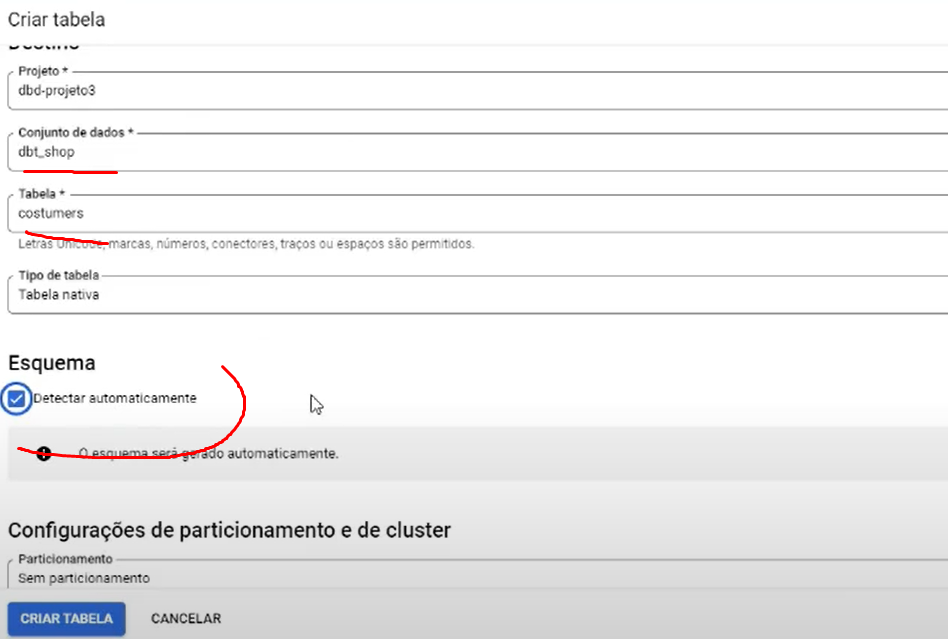 Criar tabela
Destino
Projeto *
dbd-projeto3
Conjunto de dados *
dbt_shop
Tabela *
costumers
Letras Unicode, marcas, números, conectores, traços ou espaços são permitidos.
Tipo de tabela
Tabela nativa
Esquema
Detectar automaticamente
O esquema será gerado automaticamente.
Configurações de particionamento e de cluster
Particionamento
Sem particionamento
CRIAR TABELA CANCELAR